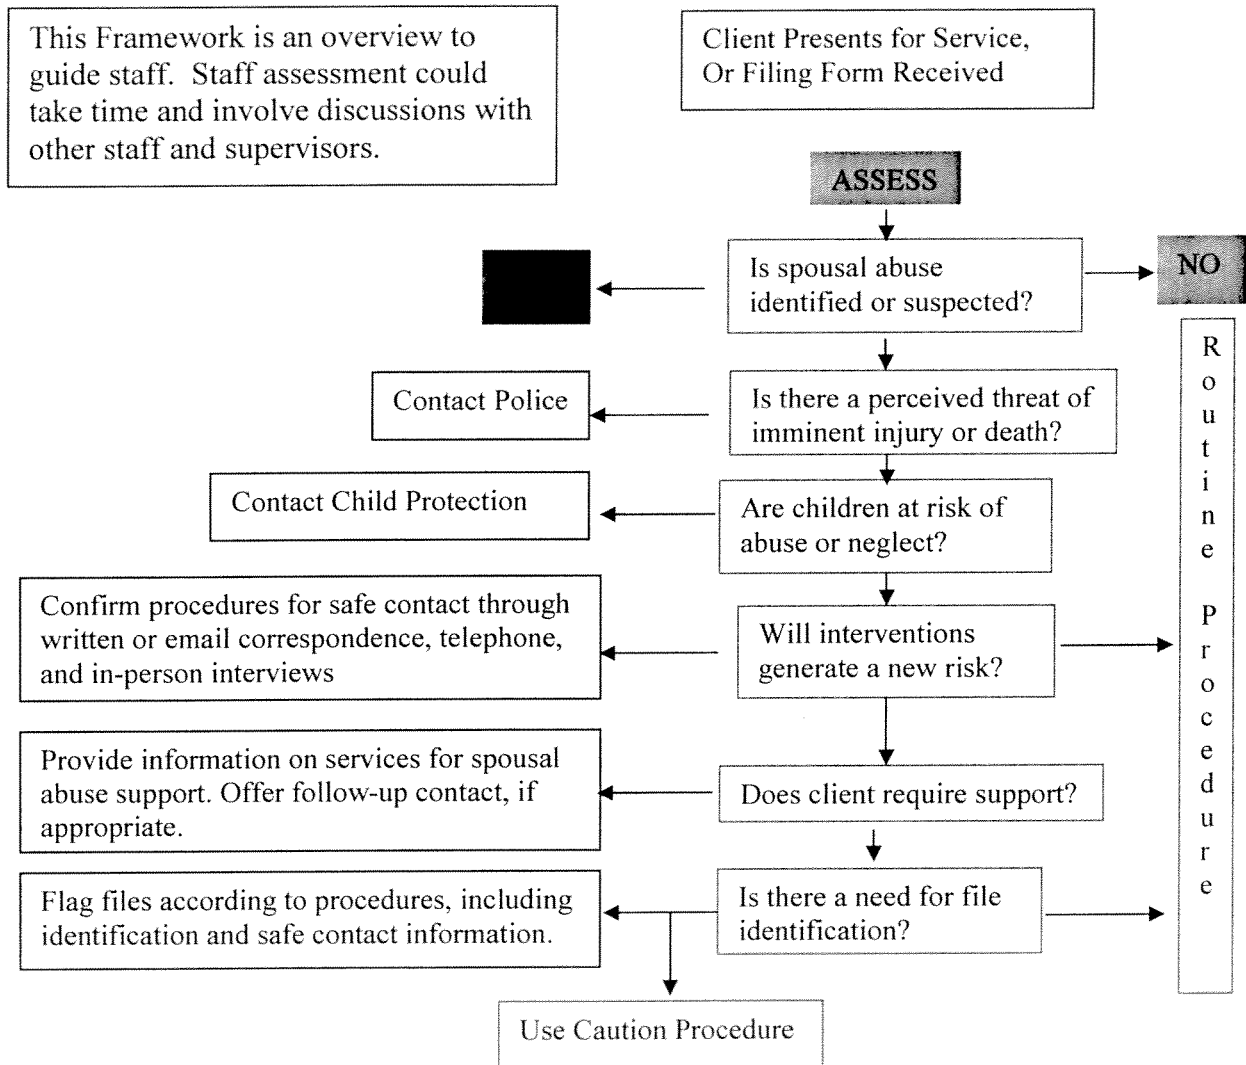 This Framework is an overview to
guide staff. Staff assessment could
take time and involve discussions with
other staff and supervisors.
Client Presents for Service,
Or Filing Form Received
ASSESS
Is spousal abuse
identified or suspected?
NO
Contact Police
Is there a perceived threat of
imminent injury or death?
Contact Child Protection
Are children at risk of
abuse or neglect?
Confirm procedures for safe contact through
written or email correspondence, telephone,
and in-person interviews
Will interventions
generate a new risk?
Provide information on services for spousal
abuse support. Offer follow-up contact, if
appropriate.
Does client require support?
Flag files according to procedures, including
identification and safe contact information.
Is there a need for file
identification?
Use Caution Procedure
Routine Procedure